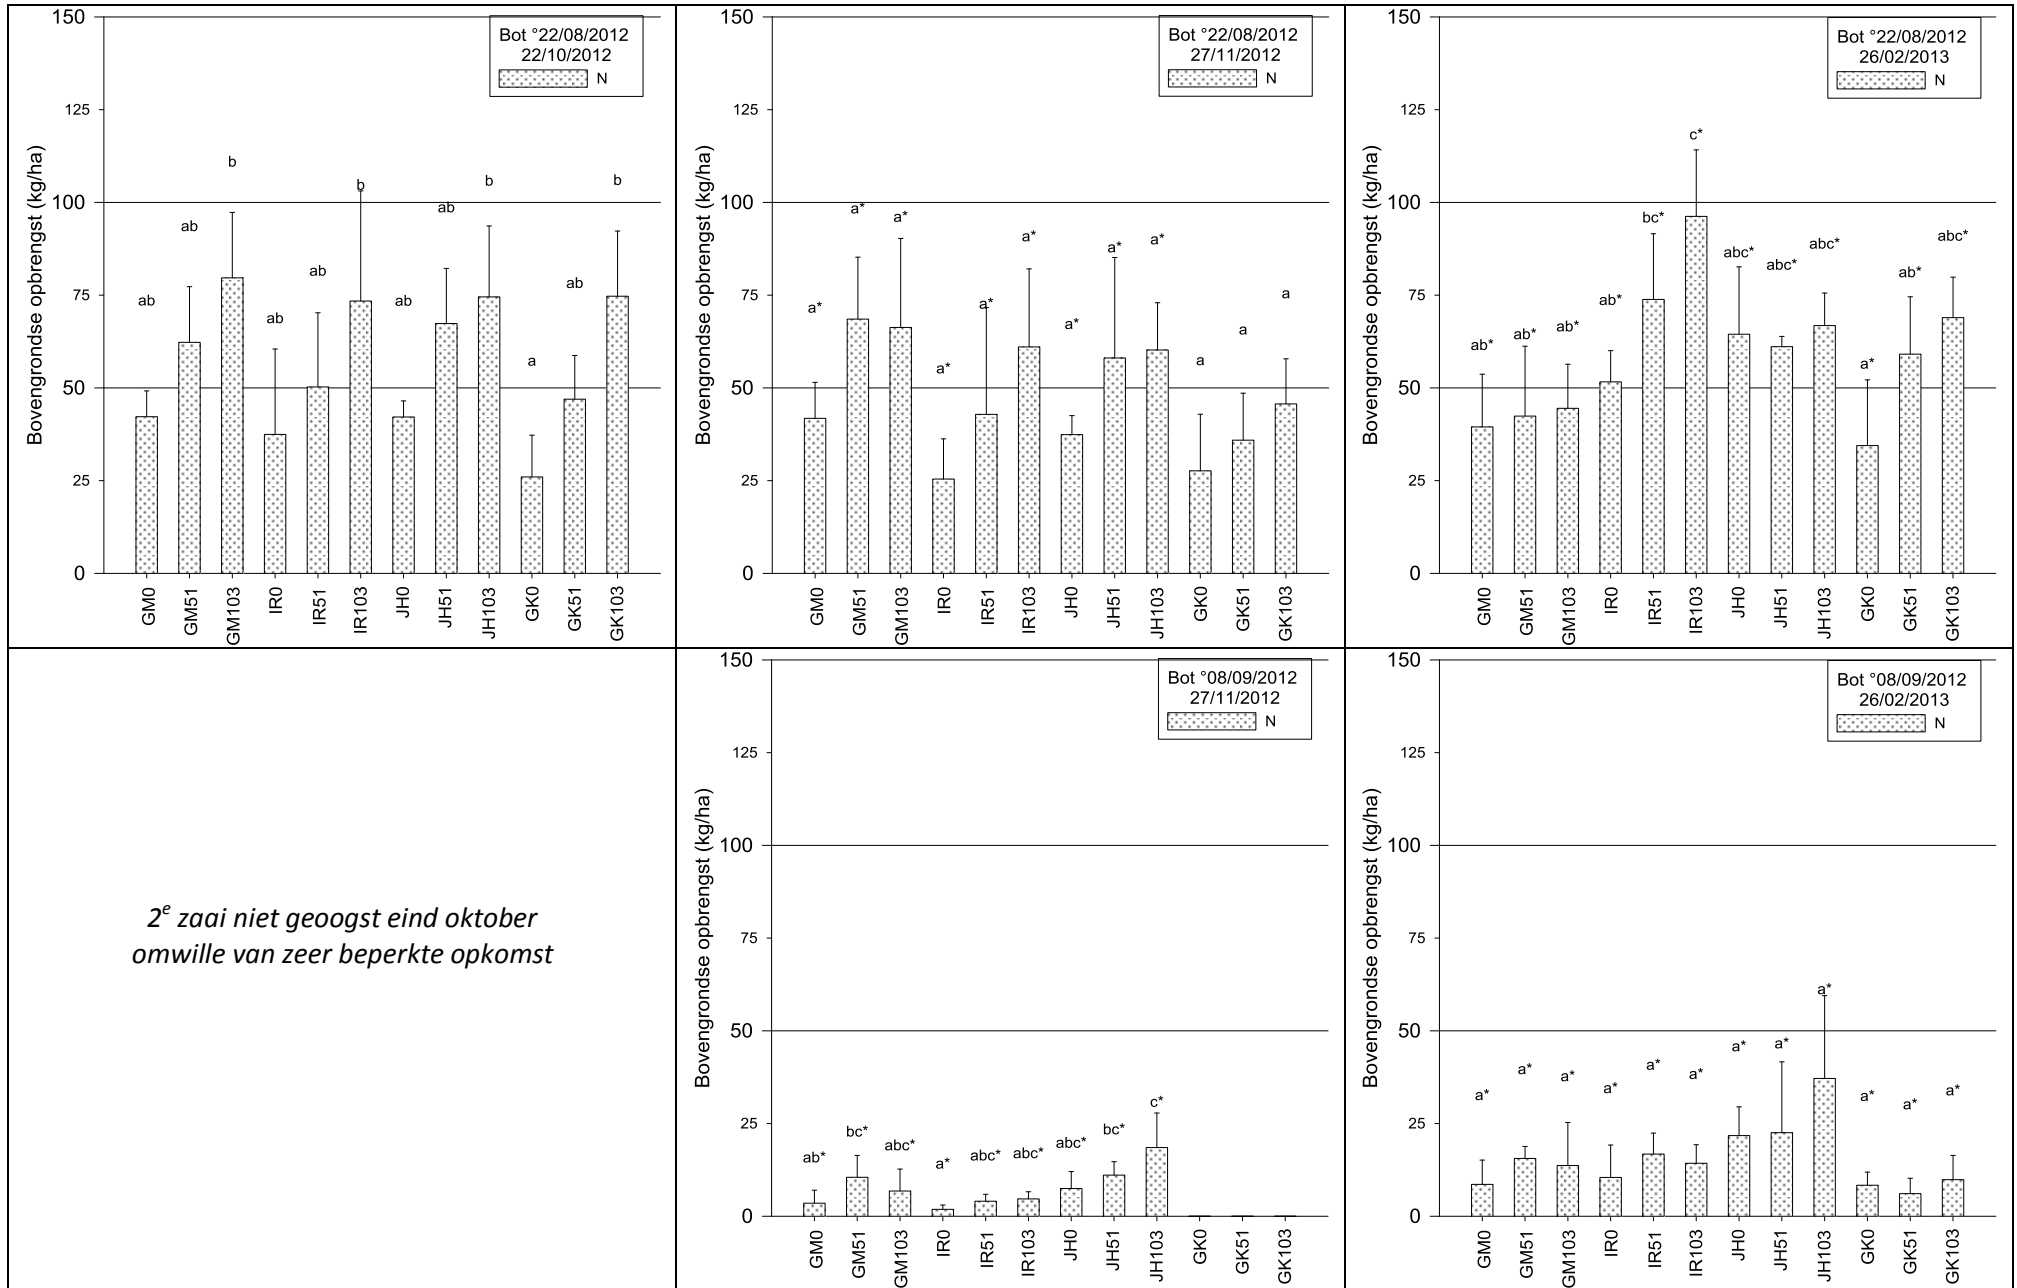 Bot °22/08/2012
22/10/2012
N
Bovengrondse opbrengst (kg/ha)
150
125
100
75
50
25
0
ab
ab
b
ab
ab
b
ab
ab
b
a
ab
b
GM0
GM51
GM103
IR0
IR51
IR103
JH0
JH51
JH103
GK0
GK51
GK103
Bot °22/08/2012
27/11/2012
N
Bovengrondse opbrengst (kg/ha)
150
125
100
75
50
25
0
a*
a*
a*
a*
a*
a*
a*
a*
a*
a
a
a
GM0
GM51
GM103
IR0
IR51
IR103
JH0
JH51
JH103
GK0
GK51
GK103
Bot °22/08/2012
26/02/2013
N
Bovengrondse opbrengst (kg/ha)
150
125
100
75
50
25
0
ab*
ab*
ab*
ab*
bc*
c*
abc*
abc*
abc*
a*
ab*
abc*
GM0
GM51
GM103
IR0
IR51
IR103
JH0
JH51
JH103
GK0
GK51
GK103
2e zaai niet geoogst eind oktober
omwille van zeer beperkte opkomst
Bot °08/09/2012
27/11/2012
N
Bovengrondse opbrengst (kg/ha)
150
125
100
75
50
25
0
ab*
bc*
abc*
a*
abc*
abc*
abc*
bc*
c*
GM0
GM51
GM103
IR0
IR51
IR103
JH0
JH51
JH103
GK0
GK51
GK103
Bot °08/09/2012
26/02/2013
N
Bovengrondse opbrengst (kg/ha)
150
125
100
75
50
25
0
a*
a*
a*
a*
a*
a*
a*
a*
a*
a*
a*
a*
GM0
GM51
GM103
IR0
IR51
IR103
JH0
JH51
JH103
GK0
GK51
GK103